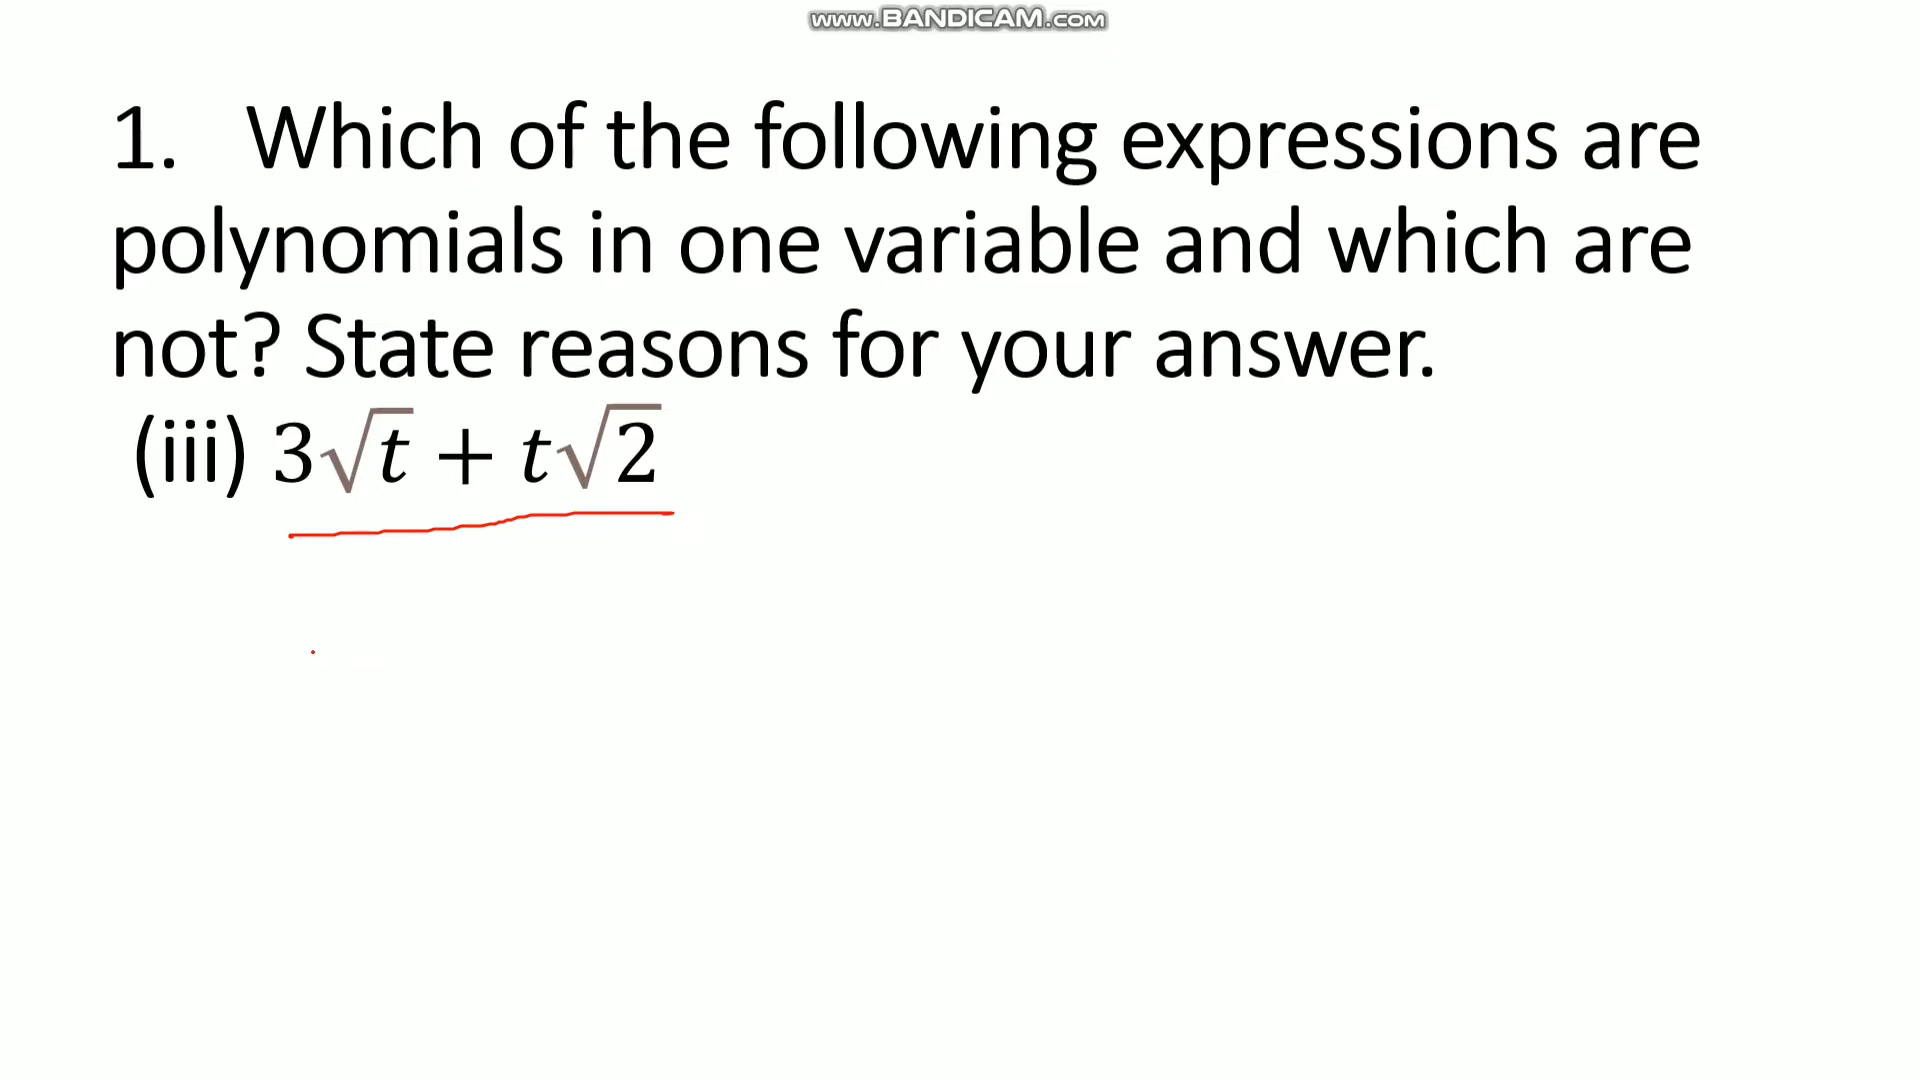 www.BANDICAM.com
1. Which of the following expressions are
polynomials in one variable and which are
not? State reasons for your answer.
(iii) 3√t + t√2